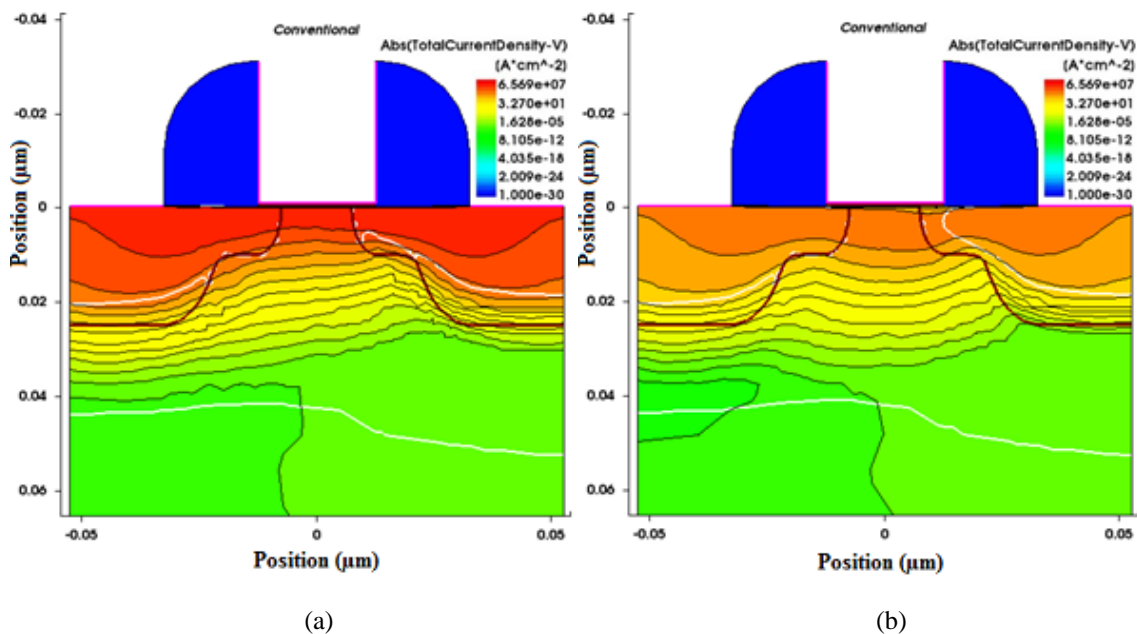 -0.04
-0.02
0
0.02
0.04
0.06
Position (µm)
Conventional
Abs(TotalCurrentDensity-V)
(A*cm^-2)
6.569e+07
3.270e+01
1.628e-05
8.105e-12
4.035e-18
2.009e-24
1.000e-30
-0.05
0
0.05
Position (µm)
(a)
-0.04
-0.02
0
0.02
0.04
0.06
Position (µm)
Conventional
Abs(TotalCurrentDensity-V)
(A*cm^-2)
6.569e+07
3.270e+01
1.628e-05
8.105e-12
4.035e-18
2.009e-24
1.000e-30
-0.05
0
0.05
Position (µm)
(b)